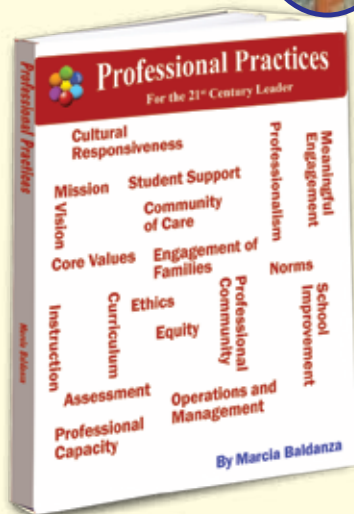 Professional Practices
Marcia Baldanza
Professional Practices
For the 21st Century Leader
Cultural
Responsiveness
Professionalism
Meaningful
Engagement
Mission
Student Support
Vision
Community
of Care
Core Values
Engagement of
Families
Norms
Instruction
Curriculum
Ethics
Professional
Community
School
Improvement
Equity
Assessment
Operations and
Management
Professional
Capacity
By Marcia Baldanza